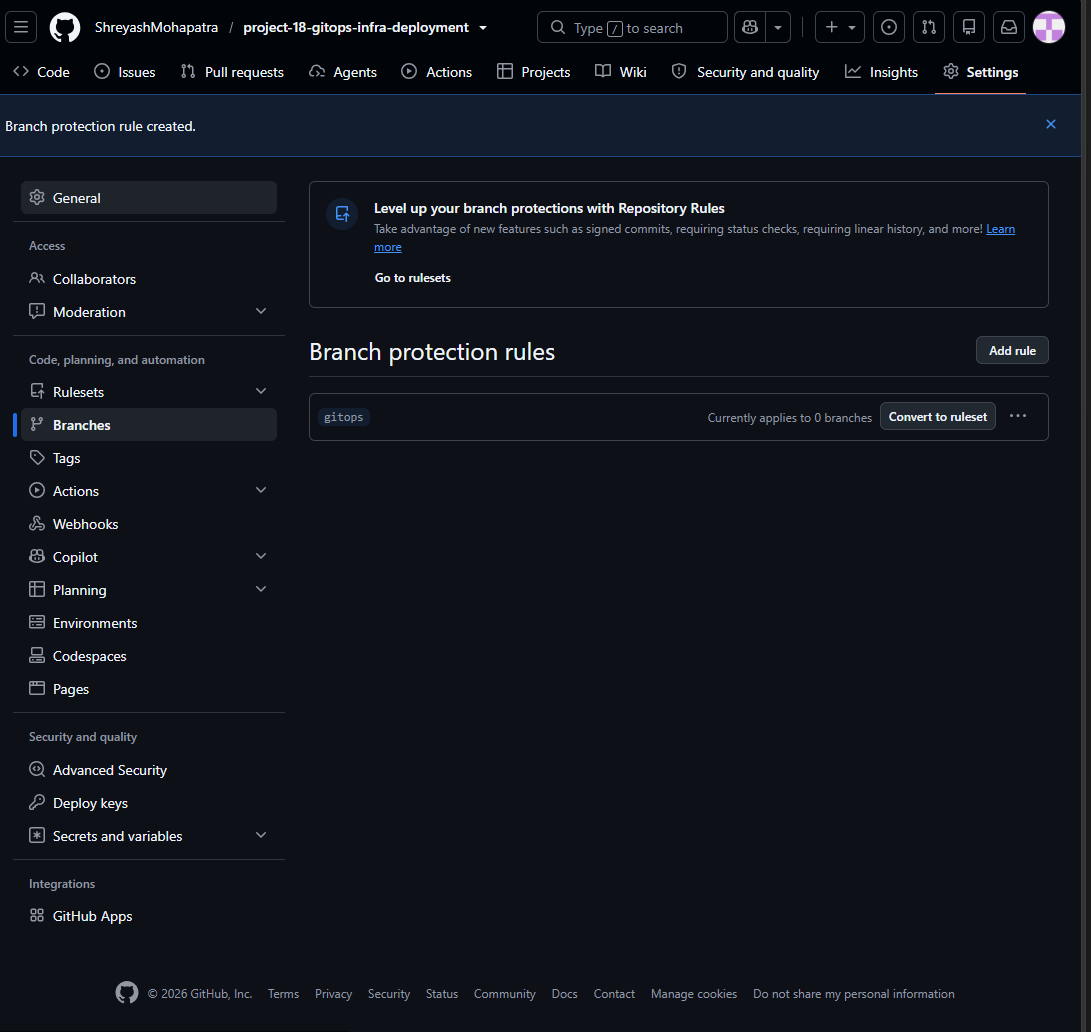 ShreyashMohapatra / project-18-gitops-infra-deployment
Type / to search
Code Issues Pull requests Agents Actions Projects Wiki Security and quality Insights Settings
Branch protection rule created.
General
Access
Collaborators
Moderation
Code, planning, and automation
Rulesets
Branches
Tags
Actions
Webhooks
Copilot
Planning
Environments
Codespaces
Pages
Security and quality
Advanced Security
Deploy keys
Secrets and variables
Integrations
GitHub Apps
Level up your branch protections with Repository Rules
Take advantage of new features such as signed commits, requiring status checks, requiring linear history, and more! Learn
more
Go to rulesets
Branch protection rules Add rule
gitops Currently applies to 0 branches Convert to ruleset
© 2026 GitHub, Inc. Terms Privacy Security Status Community Docs Contact Manage cookies Do not share my personal information